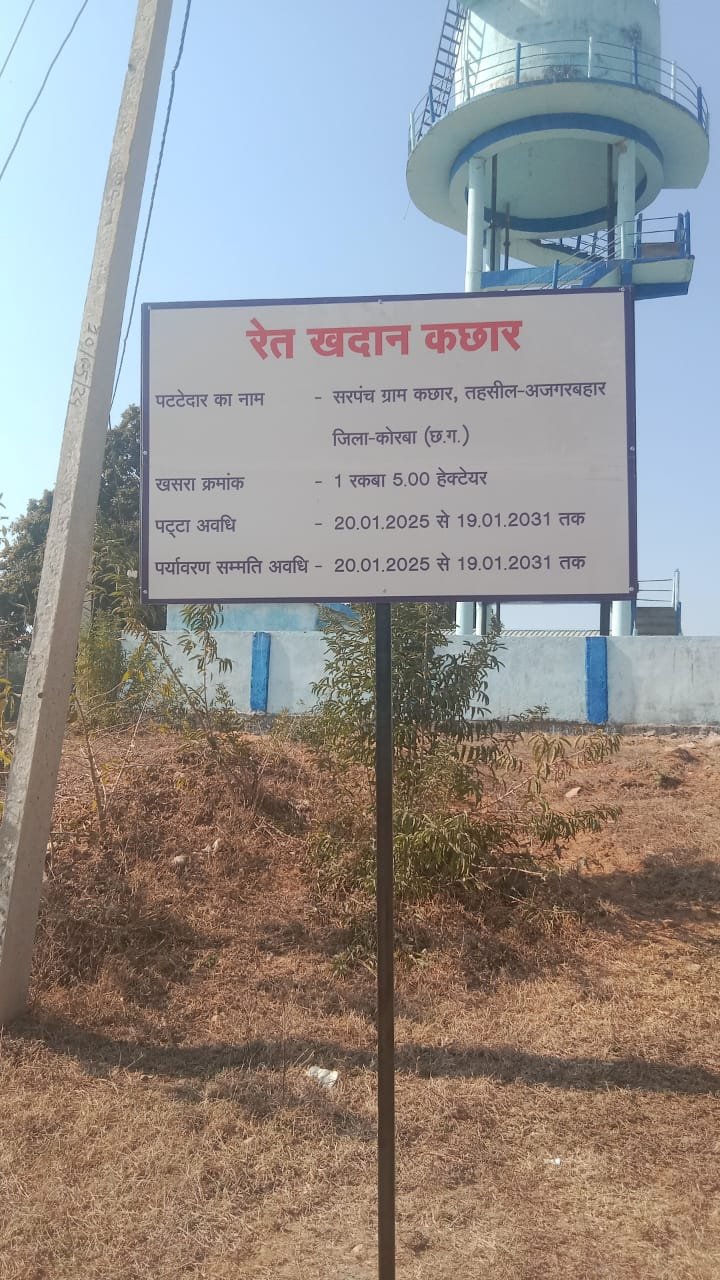 रेत खदान कछार
पटटेदार का नाम - सरपंच ग्राम कछार, तहसील-अजगरबहार
जिला-कोरबा (छ.ग.)
खसरा क्रमांक - 1 रकबा 5.00 हेक्टेयर
पट्टा अवधि - 20.01.2025 से 19.01.2031 तक
पर्यावरण सम्मति अवधि - 20.01.2025 से 19.01.2031 तक